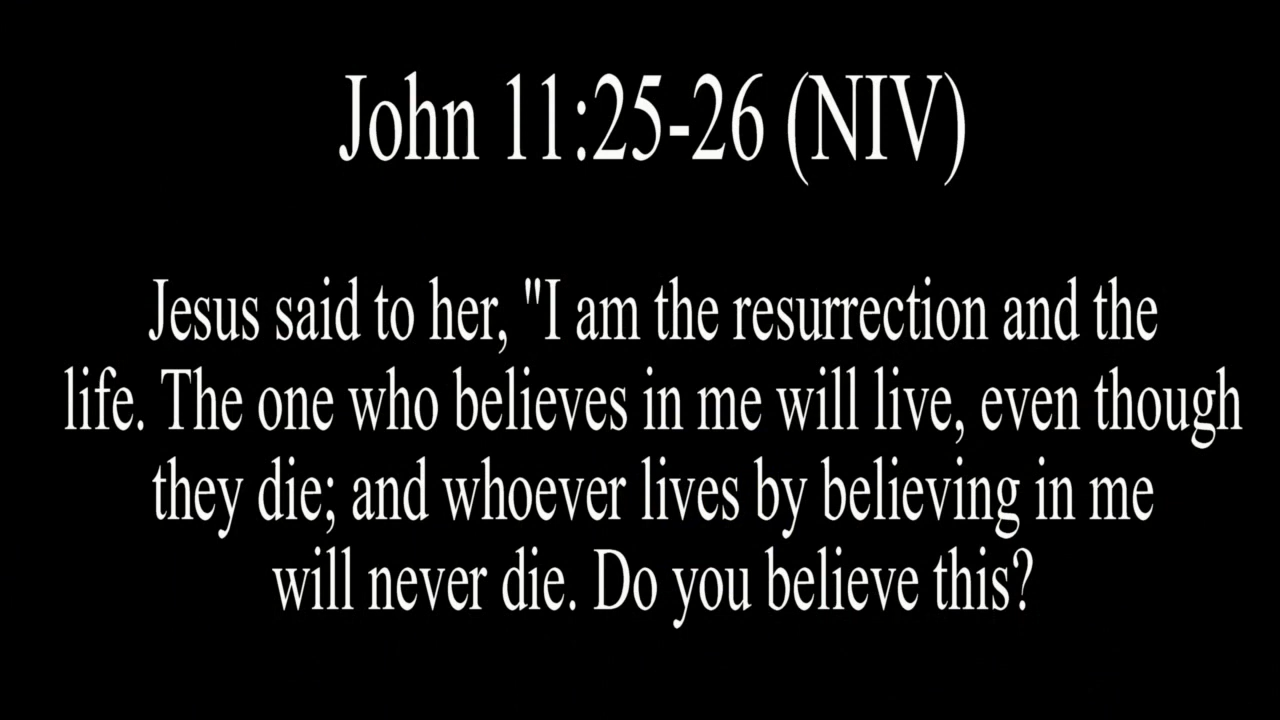 John 11:25-26 (NIV)
Jesus said to her, "I am the resurrection and the
life. The one who believes in me will live, even though
they die; and whoever lives by believing in me
will never die. Do you believe this?